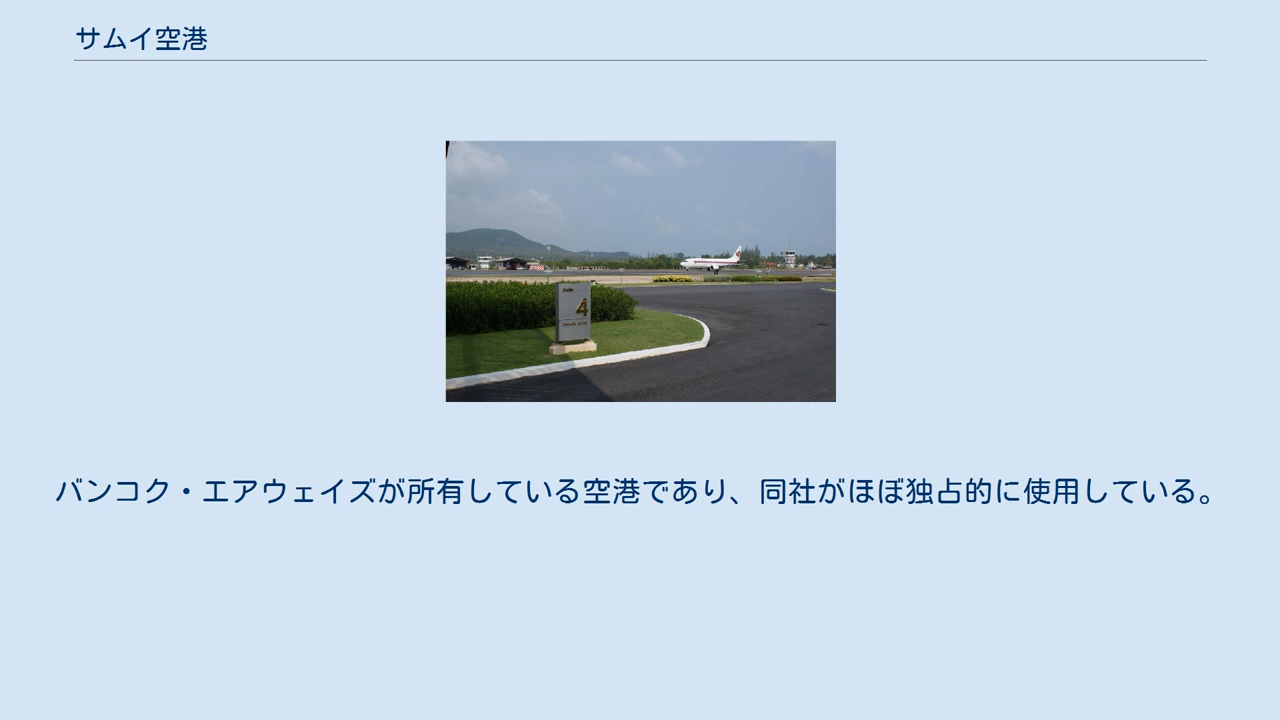 サムイ空港
4
バンコク・エアウェイズが所有している空港であり、同社がほぼ独占的に使用している。